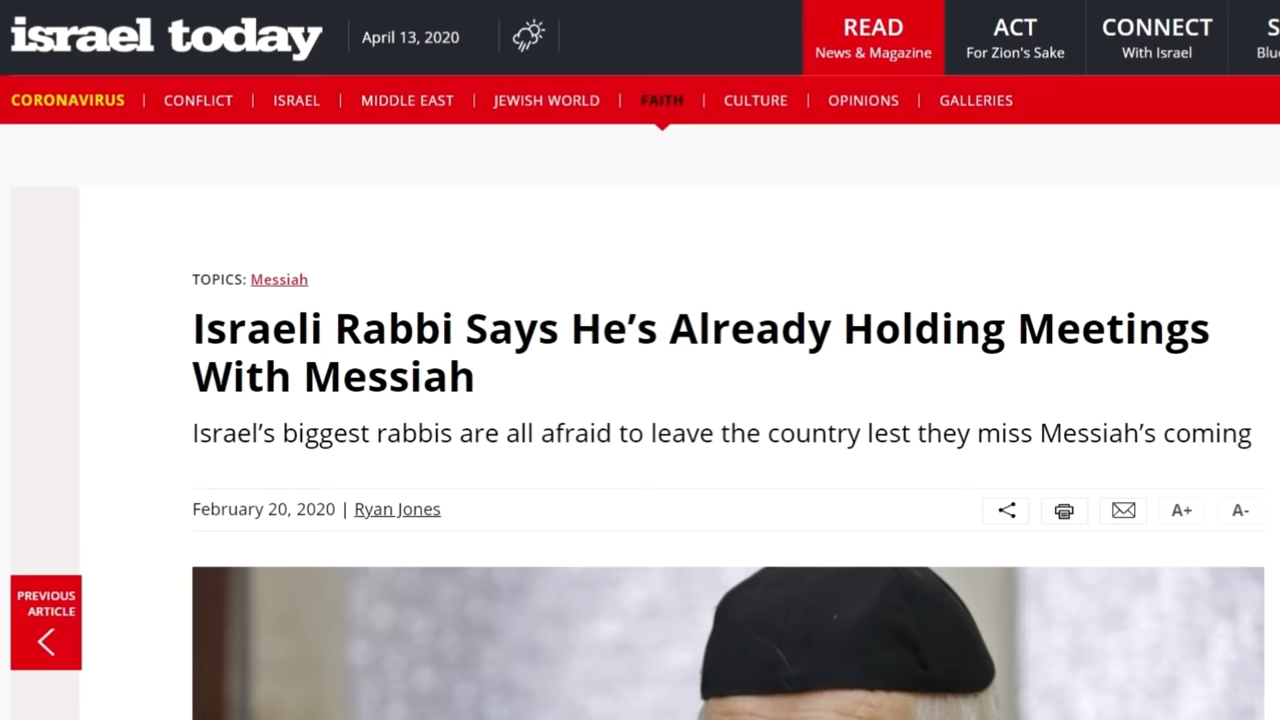 israel today
April 13, 2020
READ
News & Magazine
ACT
For Zion's Sake
CONNECT
With Israel
S
Blu
CORONAVIRUS | CONFLICT | ISRAEL | MIDDLE EAST | JEWISH WORLD | FAITH | CULTURE | OPINIONS | GALLERIES
TOPICS: Messiah
Israeli Rabbi Says He's Already Holding Meetings
With Messiah
Israel's biggest rabbis are all afraid to leave the country lest they miss Messiah's coming
February 20, 2020 | Ryan Jones
A+
A-
PREVIOUS
ARTICLE